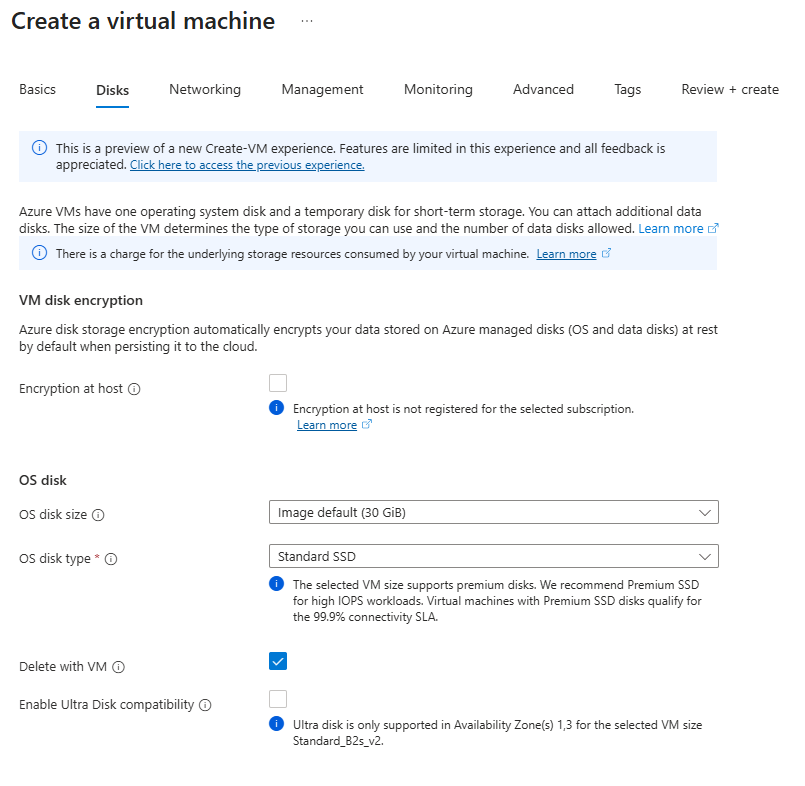 Create a virtual machine ...
Basics Disks Networking Management Monitoring Advanced Tags Review + create
This is a preview of a new Create-VM experience. Features are limited in this experience and all feedback is
appreciated. Click here to access the previous experience.
Azure VMs have one operating system disk and a temporary disk for short-term storage. You can attach additional data
disks. The size of the VM determines the type of storage you can use and the number of data disks allowed. Learn more
There is a charge for the underlying storage resources consumed by your virtual machine. Learn more
VM disk encryption
Azure disk storage encryption automatically encrypts your data stored on Azure managed disks (OS and data disks) at rest
by default when persisting it to the cloud.
Encryption at host
Encryption at host is not registered for the selected subscription.
Learn more
OS disk
OS disk size
Image default (30 GiB)
OS disk type *
Standard SSD
The selected VM size supports premium disks. We recommend Premium SSD
for high IOPS workloads. Virtual machines with Premium SSD disks qualify for
the 99.9% connectivity SLA.
Delete with VM
Enable Ultra Disk compatibility
Ultra disk is only supported in Availability Zone(s) 1,3 for the selected VM size
Standard_B2s_v2.